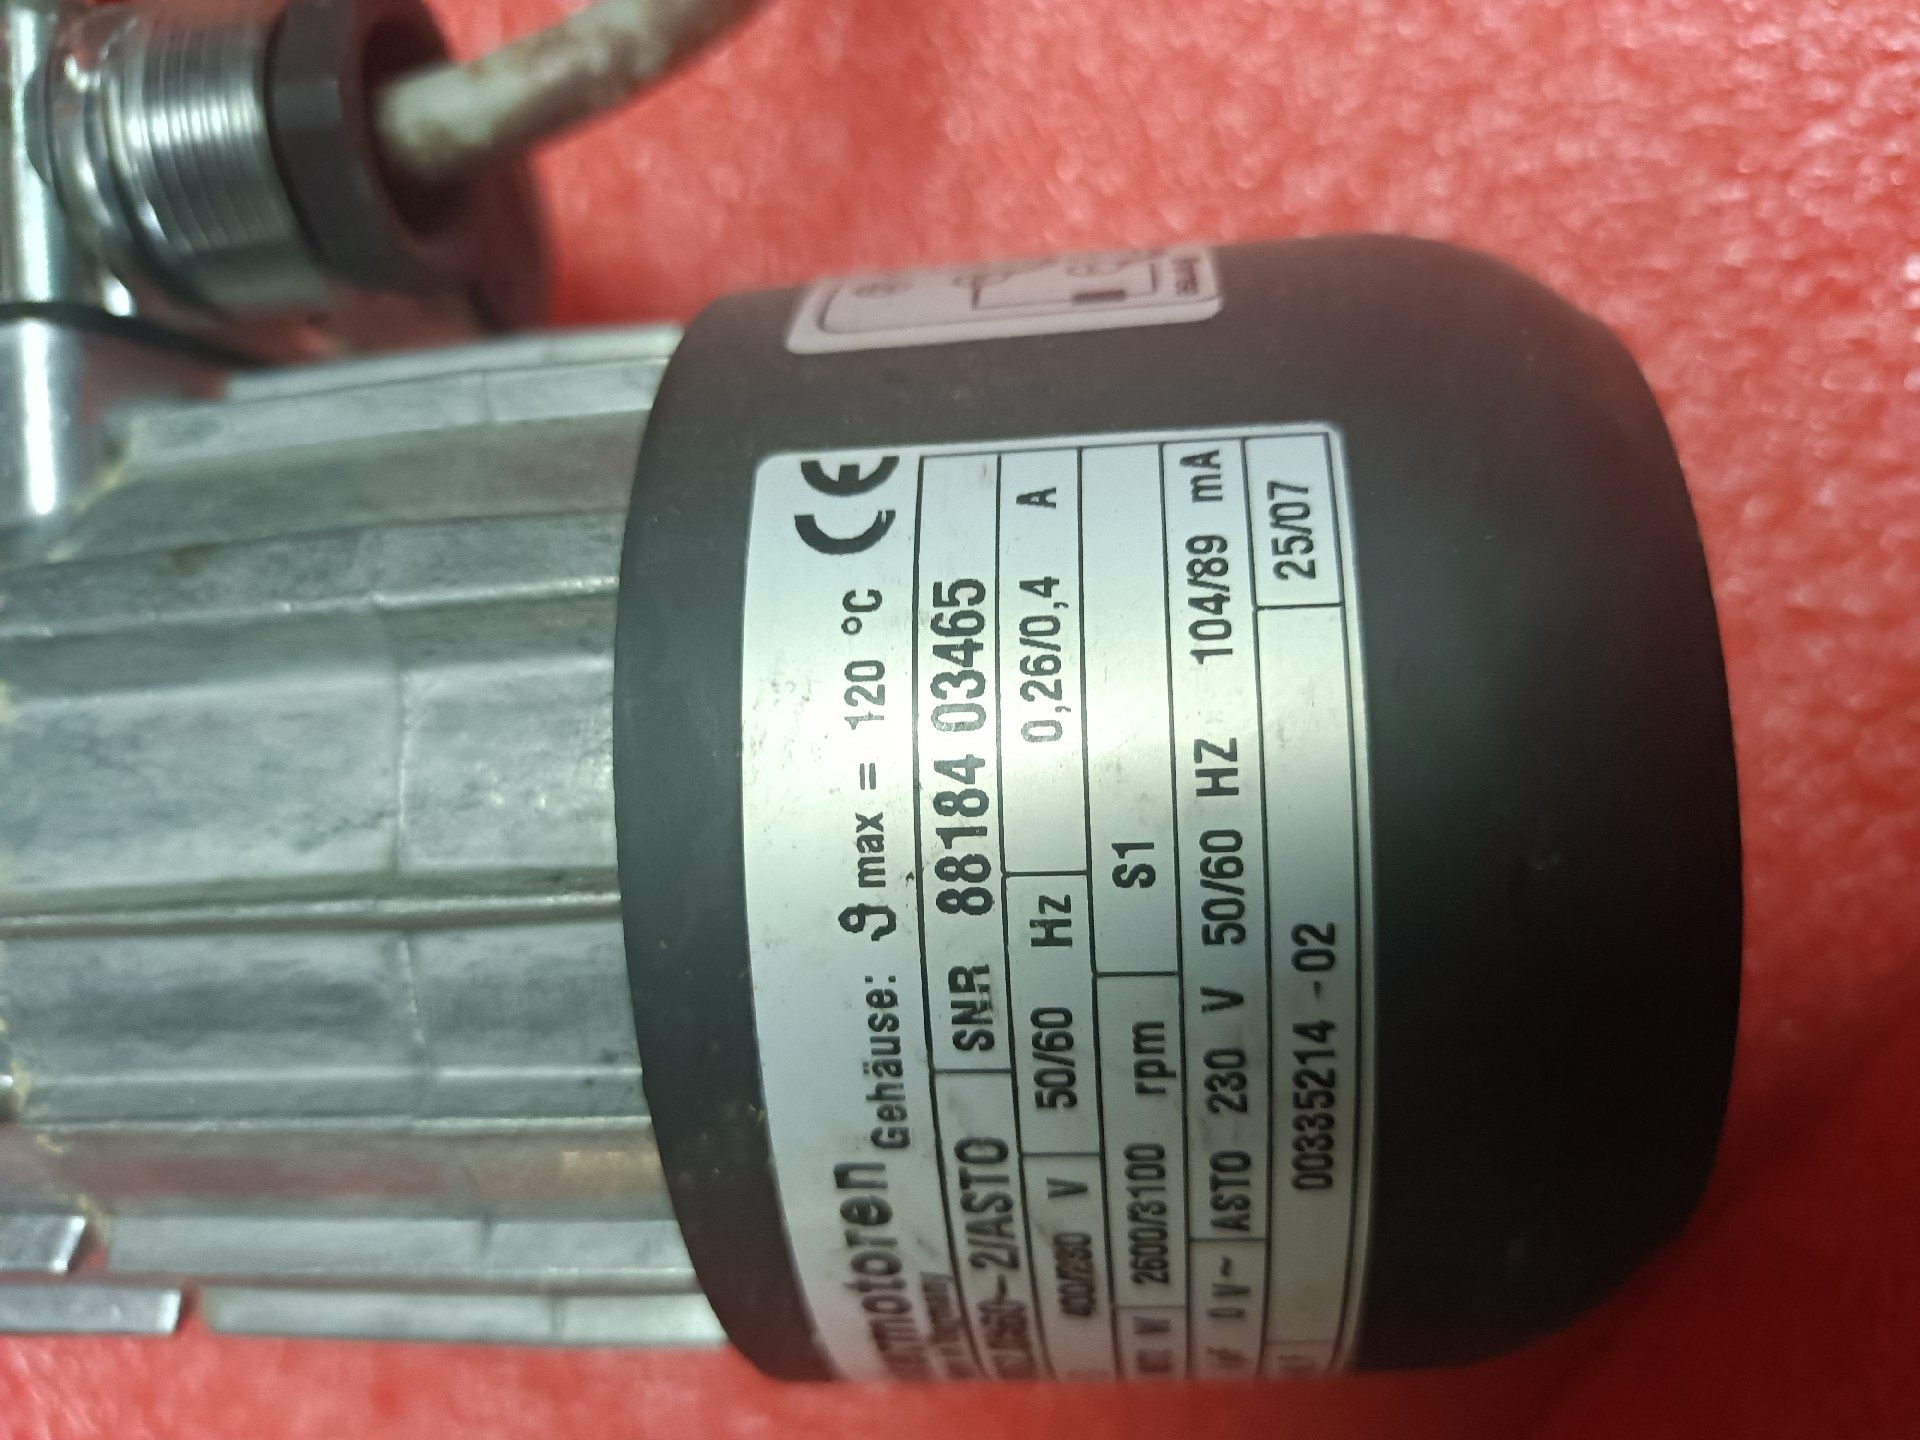 motoren Gehäuse: ϑ max = 120 °C CE
-2/ASTO SNR 88184 03465
400/230 V 50/60 Hz 0,26/0,4 A
2600/3100 rpm S1
0 V~ ASTO 230 V 50/60 HZ 104/89 mA
00335214 -02 25/07